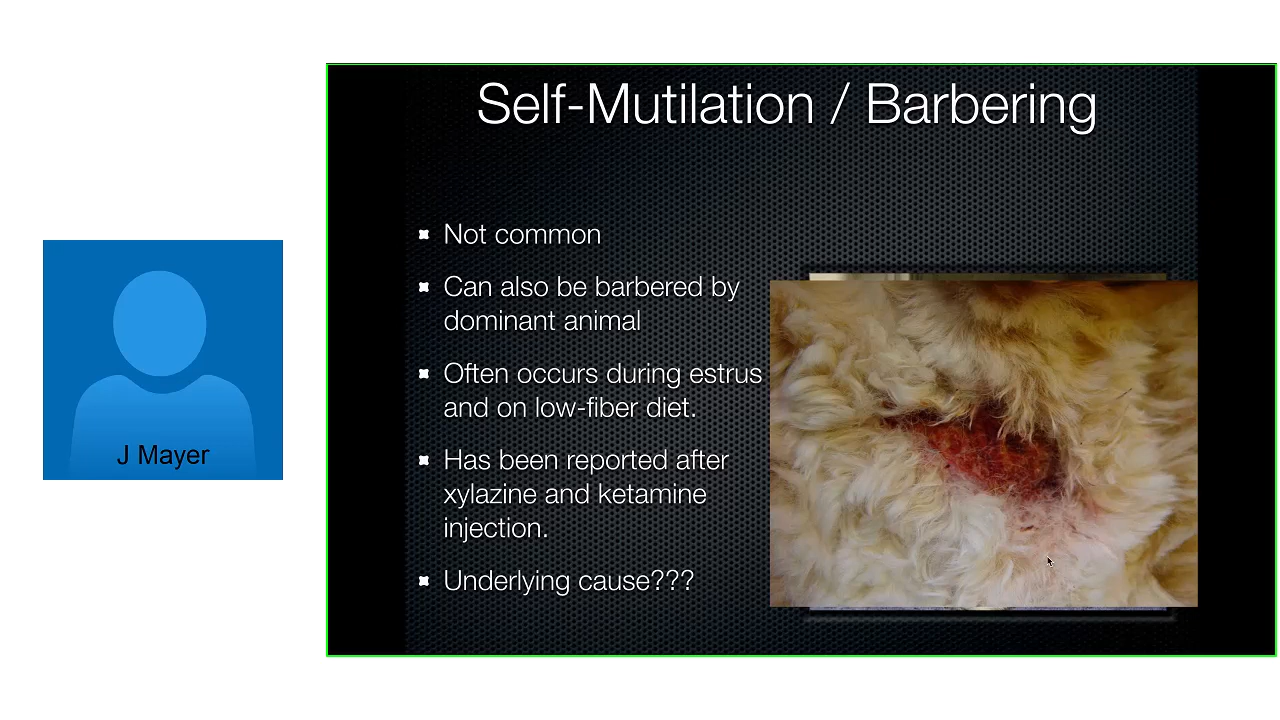 Self-Mutilation / Barbering
Not common
Can also be barbered by
dominant animal
Often occurs during estrus
and on low-fiber diet.
Has been reported after
xylazine and ketamine
injection.
Underlying cause???
J Mayer